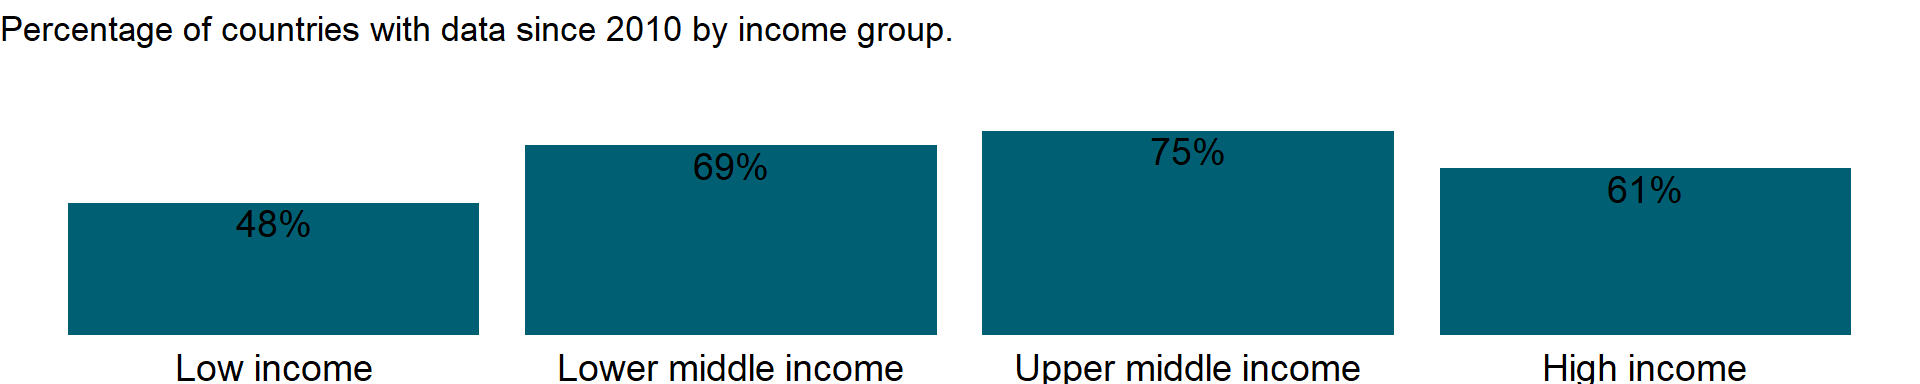 Percentage of countries with data since 2010 by income group.
48%
69%
75%
61%
Low income
Lower middle income
Upper middle income
High income